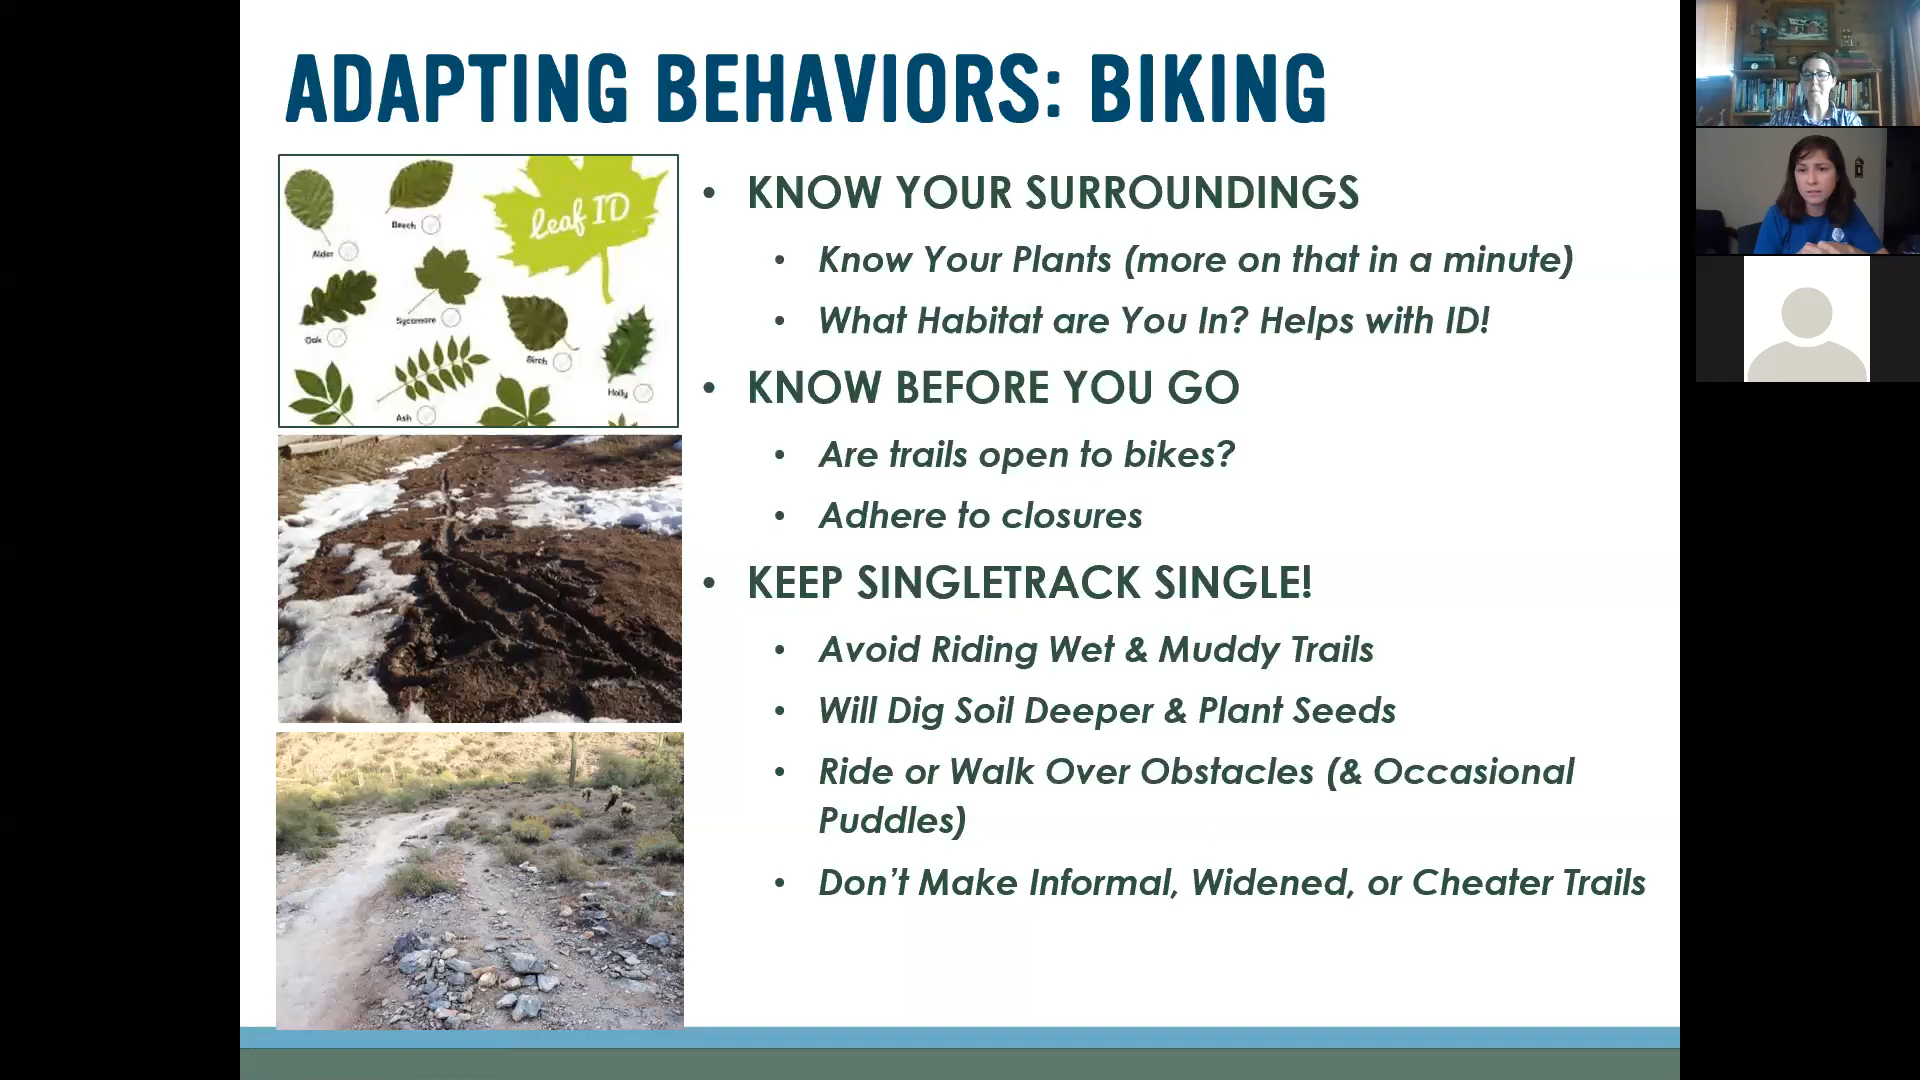 ADAPTING BEHAVIORS: BIKING
leaf ID
Beech
Alder
Sycamore
Oak
Birch
Holly
Ash
• KNOW YOUR SURROUNDINGS
• Know Your Plants (more on that in a minute)
• What Habitat are You In? Helps with ID!
• KNOW BEFORE YOU GO
• Are trails open to bikes?
• Adhere to closures
• KEEP SINGLETRACK SINGLE!
• Avoid Riding Wet & Muddy Trails
• Will Dig Soil Deeper & Plant Seeds
• Ride or Walk Over Obstacles (& Occasional
Puddles)
• Don’t Make Informal, Widened, or Cheater Trails